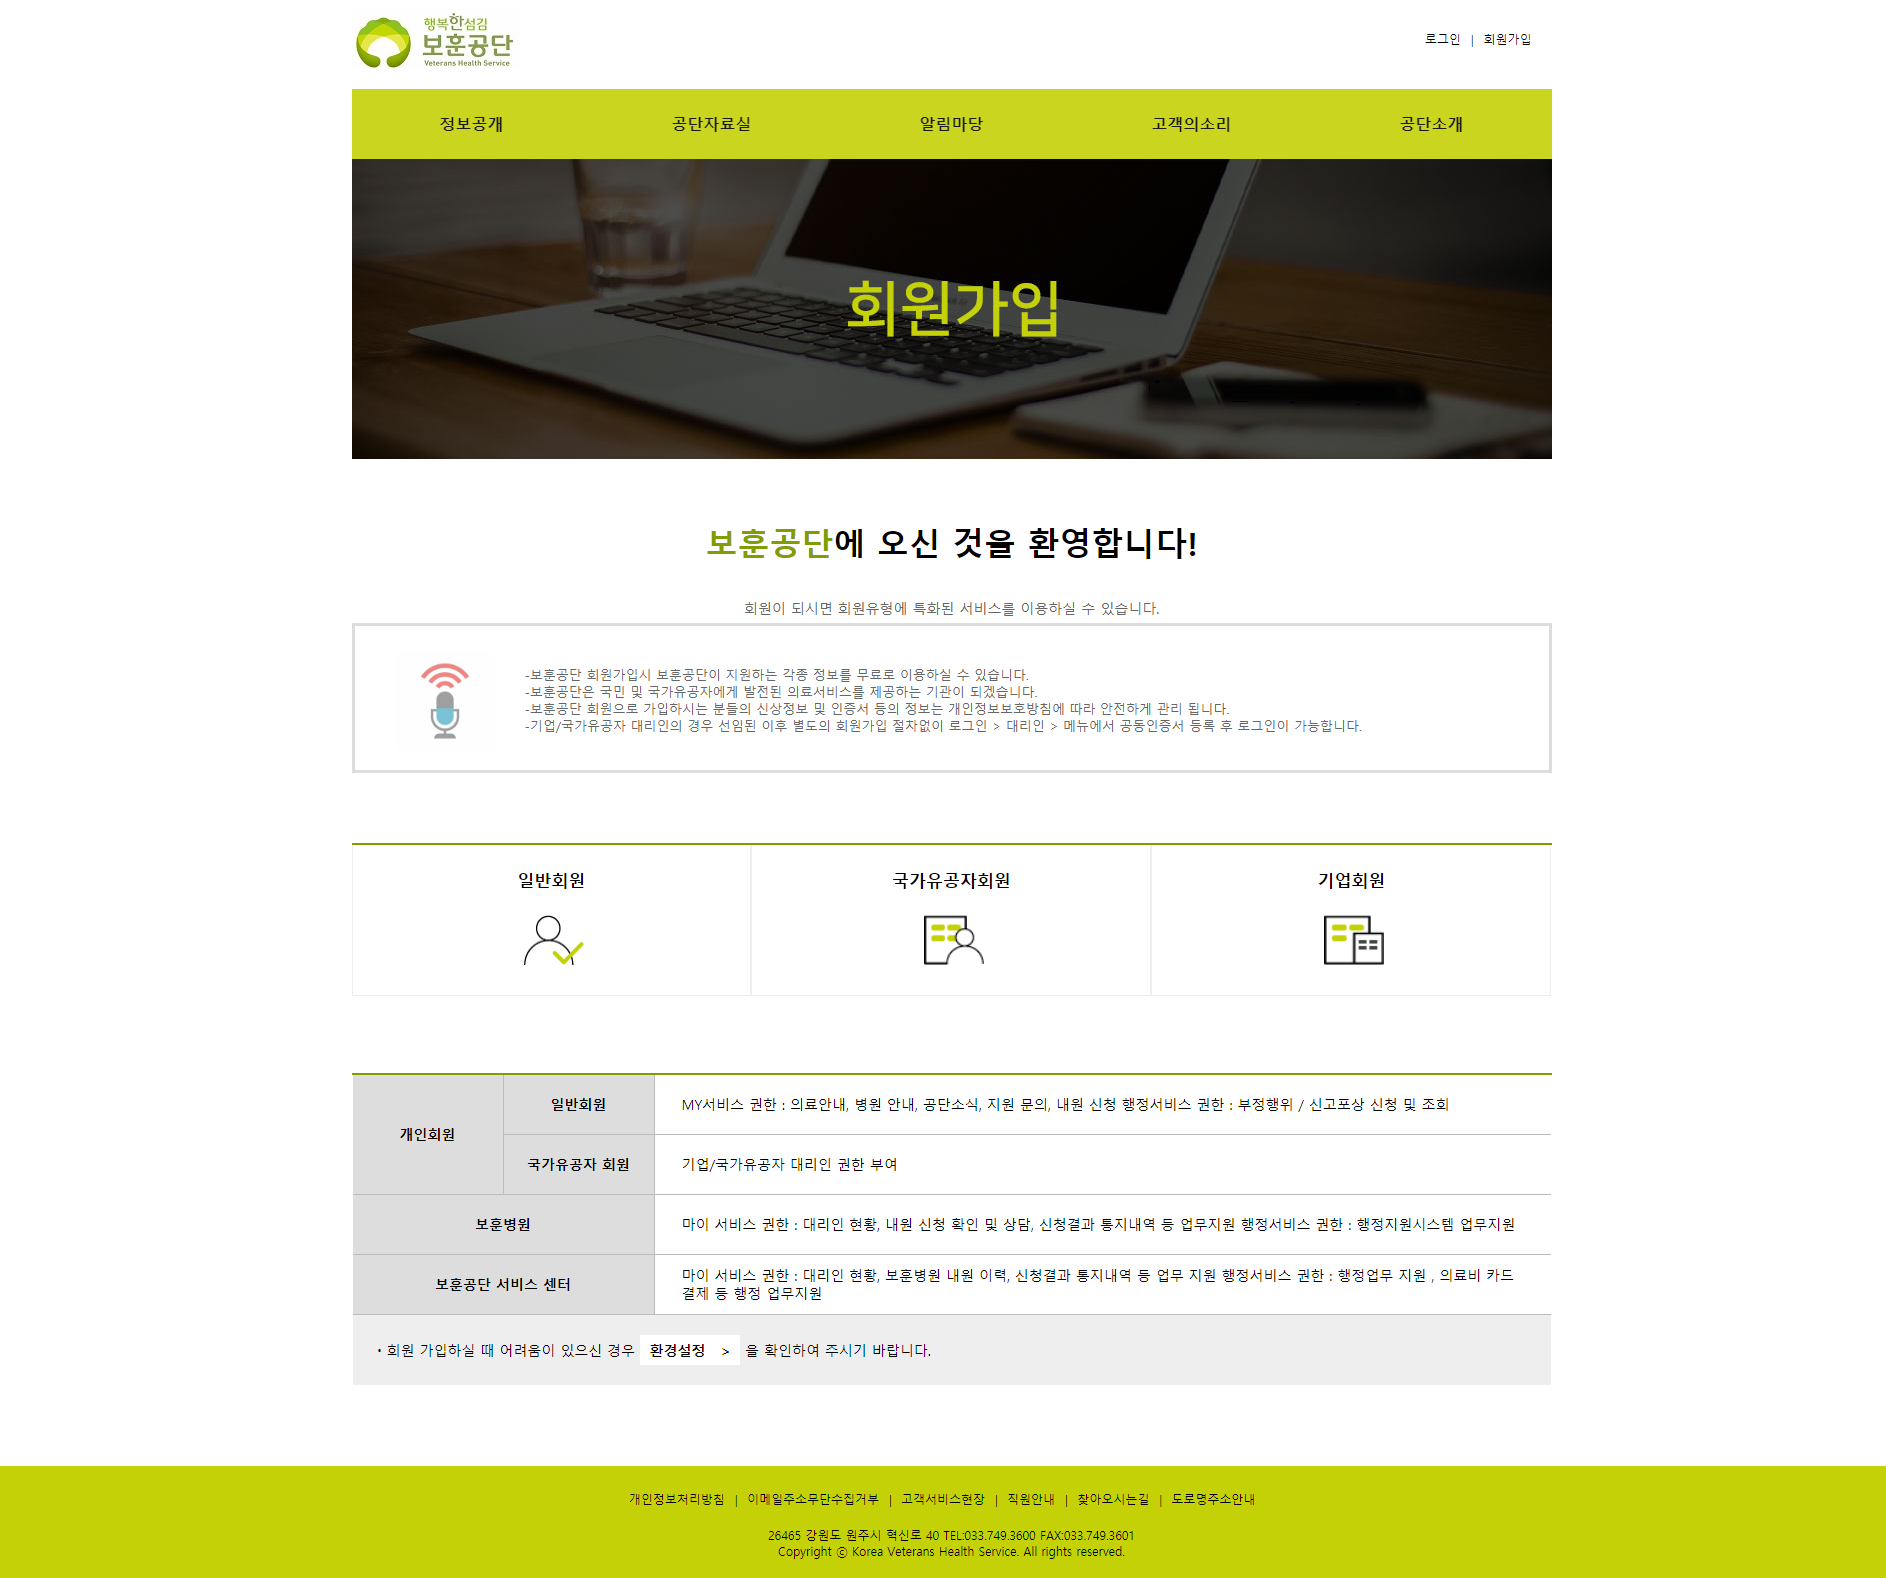 행복한섬김
보훈공단
Veterans Health Service
로그인 | 회원가입
정보공개 공단자료실 알림마당 고객의소리 공단소개
회원가입
보훈공단에 오신 것을 환영합니다!
회원이 되시면 회원유형에 특화된 서비스를 이용하실 수 있습니다.
-보훈공단 회원가입시 보훈공단이 지원하는 각종 정보를 무료로 이용하실 수 있습니다.
-보훈공단은 국민 및 국가유공자에게 발전된 의료서비스를 제공하는 기관이 되겠습니다.
-보훈공단 회원으로 가입하시는 분들의 신상정보 및 인증서 등의 정보는 개인정보보호방침에 따라 안전하게 관리 됩니다.
-기업/국가유공자 대리인의 경우 선임된 이후 별도의 회원가입 절차없이 로그인 > 대리인 > 메뉴에서 공동인증서 등록 후 로그인이 가능합니다.
일반회원 국가유공자회원 기업회원
개인회원
일반회원
MY서비스 권한 : 의료안내, 병원 안내, 공단소식, 지원 문의, 내원 신청 행정서비스 권한 : 부정행위 / 신고포상 신청 및 조회
국가유공자 회원
기업/국가유공자 대리인 권한 부여
보훈병원
마이 서비스 권한 : 대리인 현황, 내원 신청 확인 및 상담, 신청결과 통지내역 등 업무지원 행정서비스 권한 : 행정지원시스템 업무지원
보훈공단 서비스 센터
마이 서비스 권한 : 대리인 현황, 보훈병원 내원 이력, 신청결과 통지내역 등 업무 지원 행정서비스 권한 : 행정업무 지원 , 의료비 카드
결제 등 행정 업무지원
· 회원 가입하실 때 어려움이 있으신 경우 환경설정 > 을 확인하여 주시기 바랍니다.
개인정보처리방침 | 이메일주소무단수집거부 | 고객서비스현장 | 직원안내 | 찾아오시는길 | 도로명주소안내
26465 강원도 원주시 혁신로 40 TEL:033.749.3600 FAX:033.749.3601
Copyright ⓒ Korea Veterans Health Service. All rights reserved.